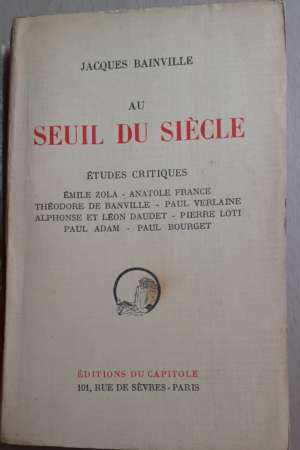 JACQUES BAINVILLE
AU
SEUIL DU SIÈCLE
ÉTUDES CRITIQUES
ÉMILE ZOLA - ANATOLE FRANCE
THÉODORE DE BANVILLE - PAUL VERLAINE
ALPHONSE ET LÉON DAUDET - PIERRE LOTI
PAUL ADAM - PAUL BOURGET
ÉDITIONS DU CAPITOLE
101, RUE DE SÈVRES - PARIS